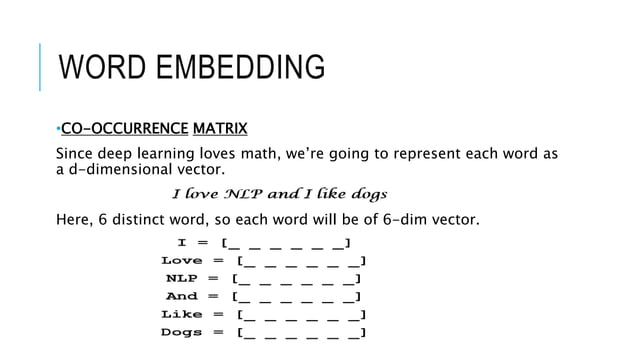 WORD EMBEDDING
•CO-OCCURRENCE MATRIX
Since deep learning loves math, we're going to represent each word as
a d-dimensional vector.
I love NLP and I like dogs
Here, 6 distinct word, so each word will be of 6-dim vector.
I = [_ _ _ _ _ _]
Love = [_ _ _ _ _ _]
NLP = [_ _ _ _ _ _]
And = [_ _ _ _ _ _]
Like = [_ _ _ _ _ _]
Dogs = [_ _ _ _ _ _]